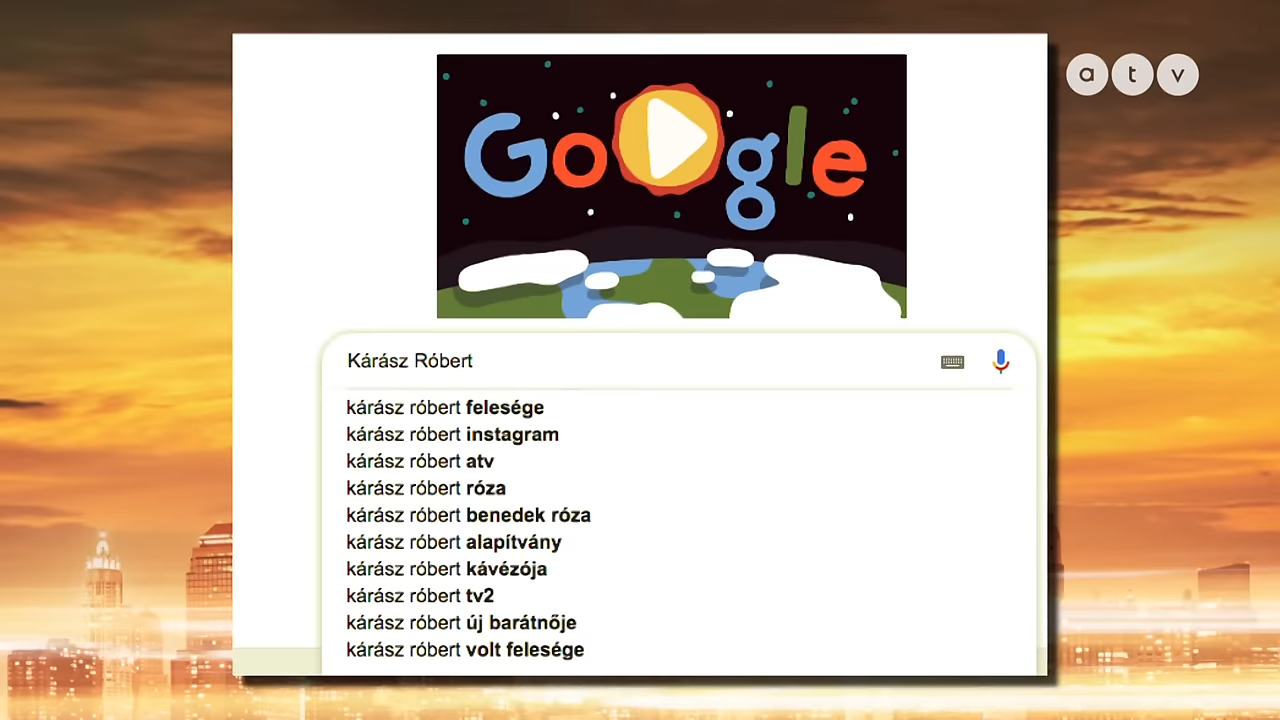 atv
Google
Kárász Róbert
kárász róbert felesége
kárász róbert instagram
kárász róbert atv
kárász róbert róza
kárász róbert benedek róza
kárász róbert alapítvány
kárász róbert kávézója
kárász róbert tv2
kárász róbert új barátnője
kárász róbert volt felesége